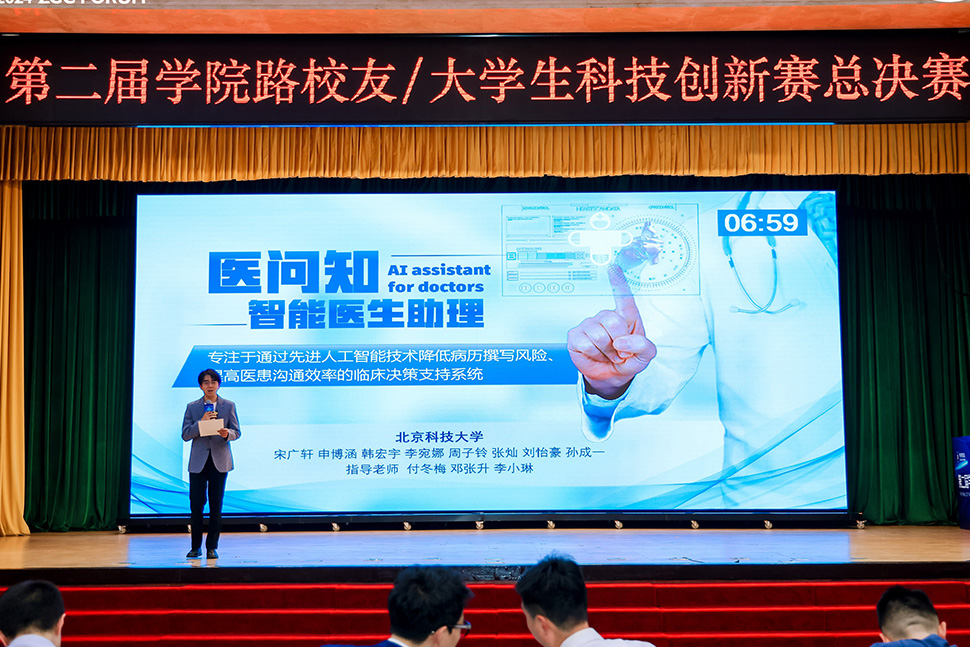 2024 ZGC FORUM
第二届学院路校友/大学生科技创新赛总决赛
06:59
医问知
AI assistant
for doctors
智能医生助理
专注于通过先进人工智能技术降低病历撰写风险、
高医患沟通效率的临床决策支持系统
北京科技大学
宋广轩 申博涵 韩宏宇 李宛娜 周子铃 张灿 刘怡豪 孙成一
指导老师 付冬梅 邓张升 李小琳